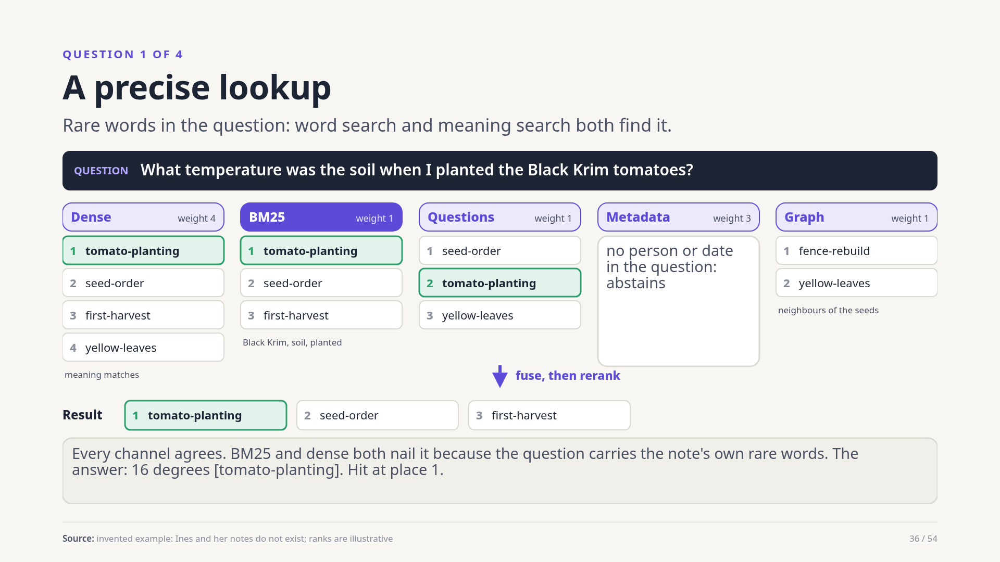 QUESTION 1 OF 4
A precise lookup
Rare words in the question: word search and meaning search both find it.
QUESTION What temperature was the soil when I planted the Black Krim tomatoes?
Dense weight 4
1 tomato-planting
2 seed-order
3 first-harvest
4 yellow-leaves
meaning matches
BM25 weight 1
1 tomato-planting
2 seed-order
3 first-harvest
Black Krim, soil, planted
Questions weight 1
1 seed-order
2 tomato-planting
3 yellow-leaves
Metadata weight 3
no person or date
in the question:
abstains
Graph weight 1
1 fence-rebuild
2 yellow-leaves
neighbours of the seeds
fuse, then rerank
Result 1 tomato-planting 2 seed-order 3 first-harvest
Every channel agrees. BM25 and dense both nail it because the question carries the note's own rare words. The
answer: 16 degrees [tomato-planting]. Hit at place 1.
Source: invented example: Ines and her notes do not exist; ranks are illustrative
36 / 54